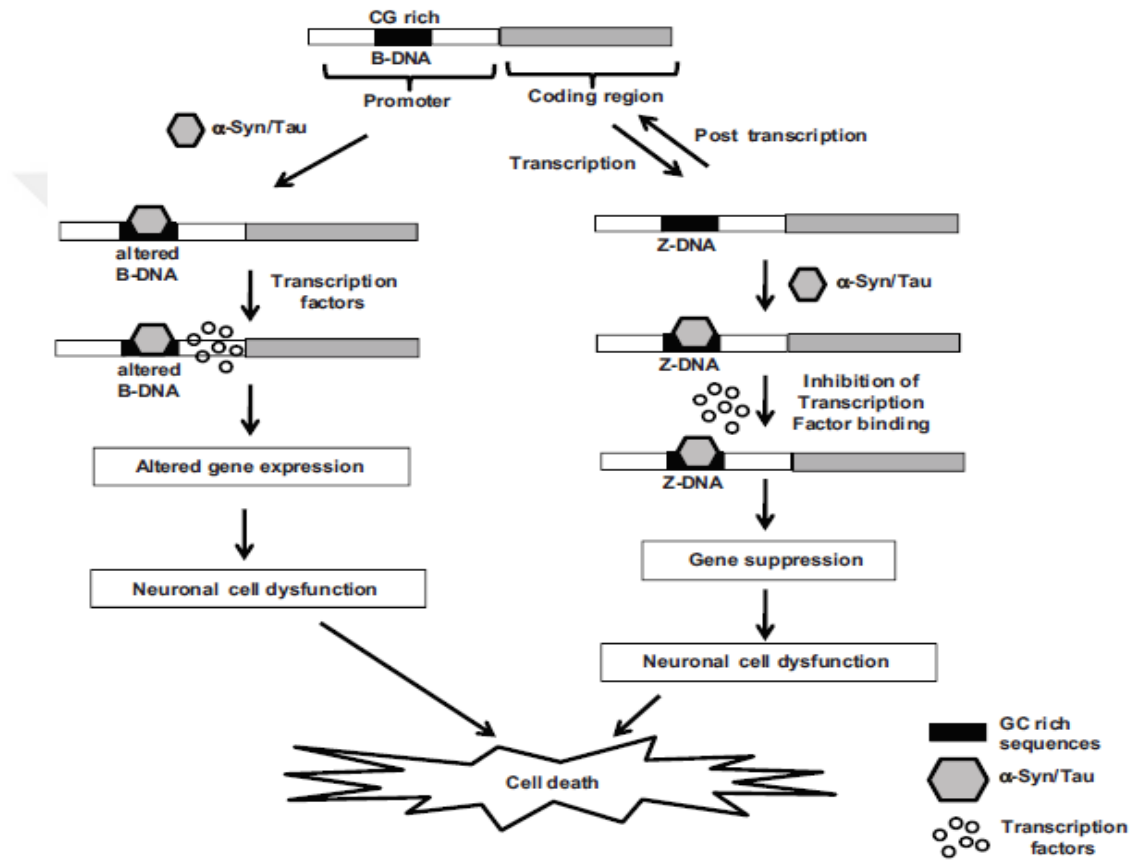 CG rich
B-DNA
Promoter
Coding region
α-Syn/Tau
Transcription
Post transcription
altered
B-DNA
Transcription
factors
altered
B-DNA
Altered gene expression
Neuronal cell dysfunction
Z-DNA
α-Syn/Tau
Z-DNA
Inhibition of
Transcription
Factor binding
Z-DNA
Gene suppression
Neuronal cell dysfunction
Cell death
GC rich
sequences
α-Syn/Tau
Transcription
factors